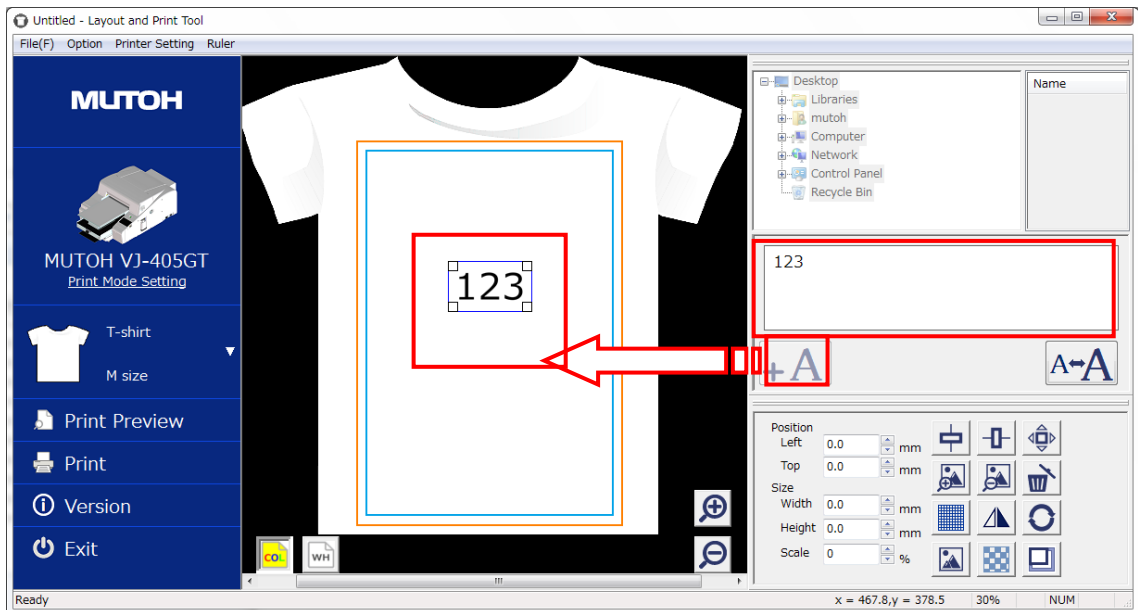 Untitled - Layout and Print Tool
File(F) Option Printer Setting Ruler
MUTOH
MUTOH VJ-405GT
Print Mode Setting
T-shirt
M size
Print Preview
Print
Version
Exit
123
COL
WH
Desktop
Libraries
mutoh
Computer
Network
Control Panel
Recycle Bin
Name
123
+A
A↔A
Position
Left 0.0 mm
Top 0.0 mm
Size
Width 0.0 mm
Height 0.0 mm
Scale 0 %
Ready
x = 467.8,y = 378.5 30% NUM